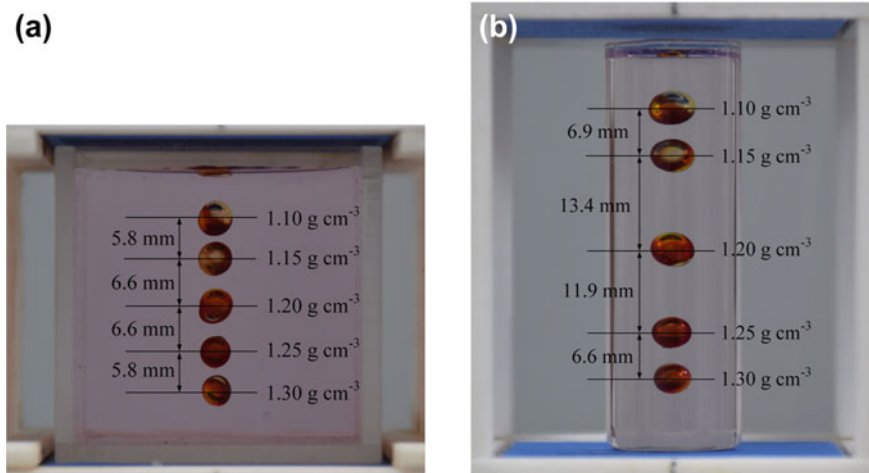 (a)
1.10 g cm⁻³
5.8 mm
1.15 g cm⁻³
6.6 mm
1.20 g cm⁻³
6.6 mm
1.25 g cm⁻³
5.8 mm
1.30 g cm⁻³
(b)
1.10 g cm⁻³
6.9 mm
1.15 g cm⁻³
13.4 mm
1.20 g cm⁻³
11.9 mm
1.25 g cm⁻³
6.6 mm
1.30 g cm⁻³